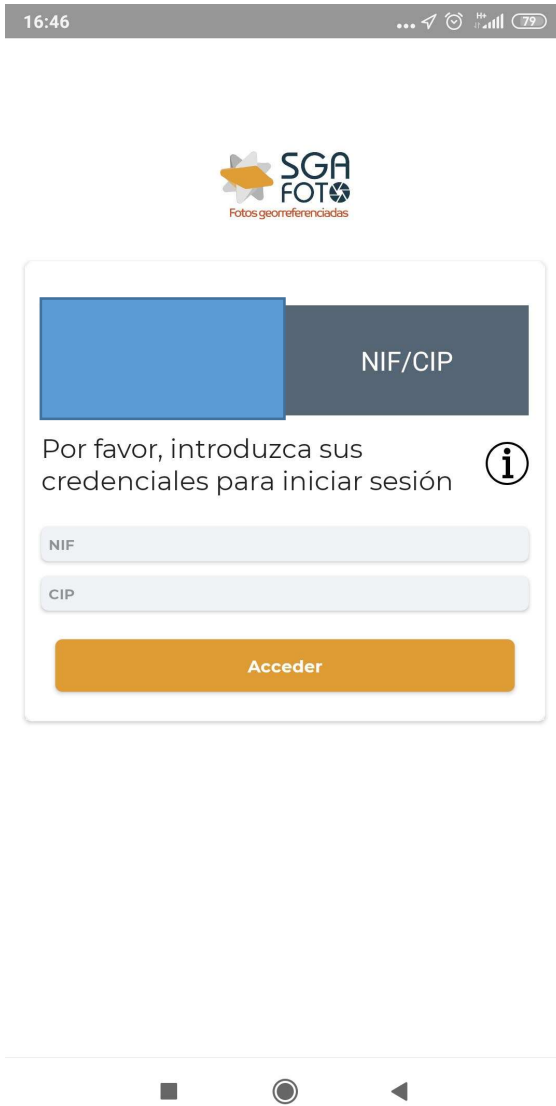 16:46
H+
79
SGA
FOTO
Fotos georreferenciadas
NIF/CIP
Por favor, introduzca sus
credenciales para iniciar sesión
i
NIF
CIP
Acceder